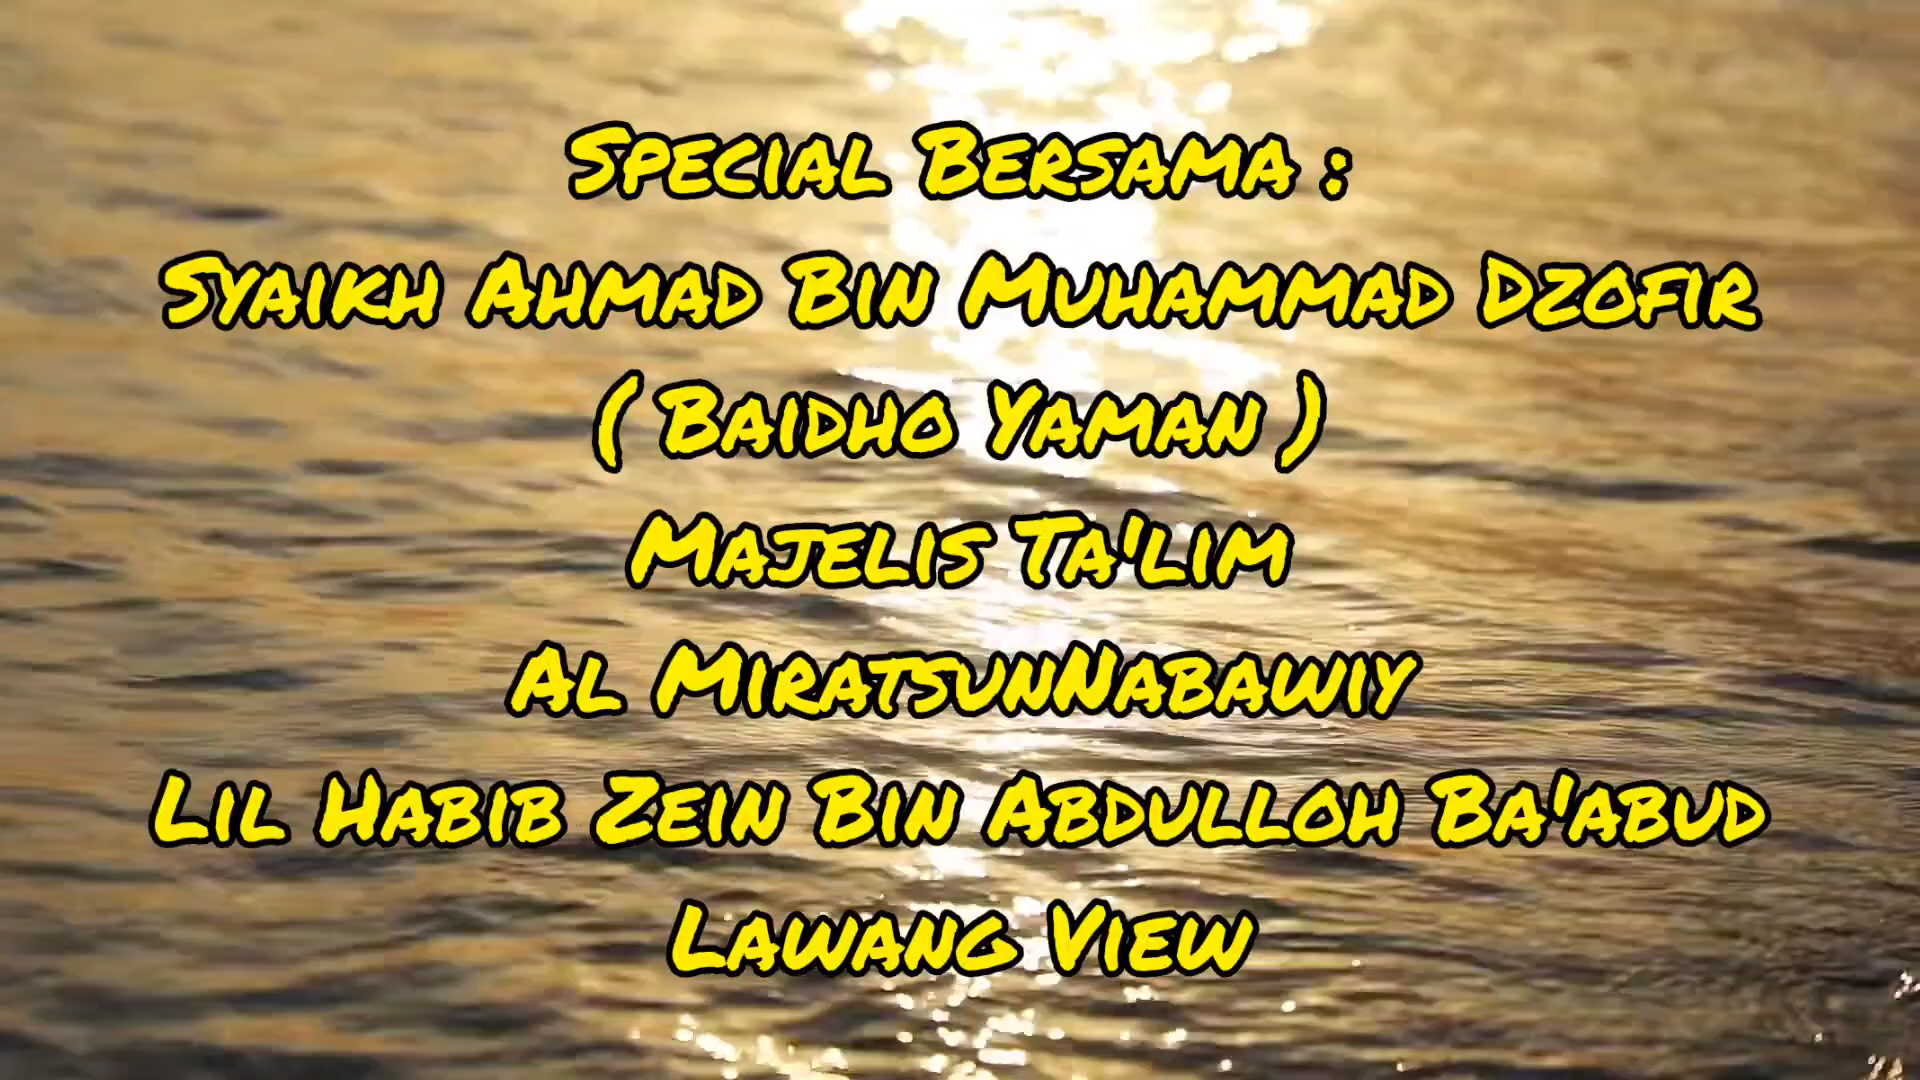 Special Bersama :
Syaikh Ahmad Bin Muhammad Dzofir
( Baidho Yaman )
Majelis Ta'lim
Al MiratsunNabawiy
Lil Habib Zein Bin Abdulloh Ba'abud
Lawang View